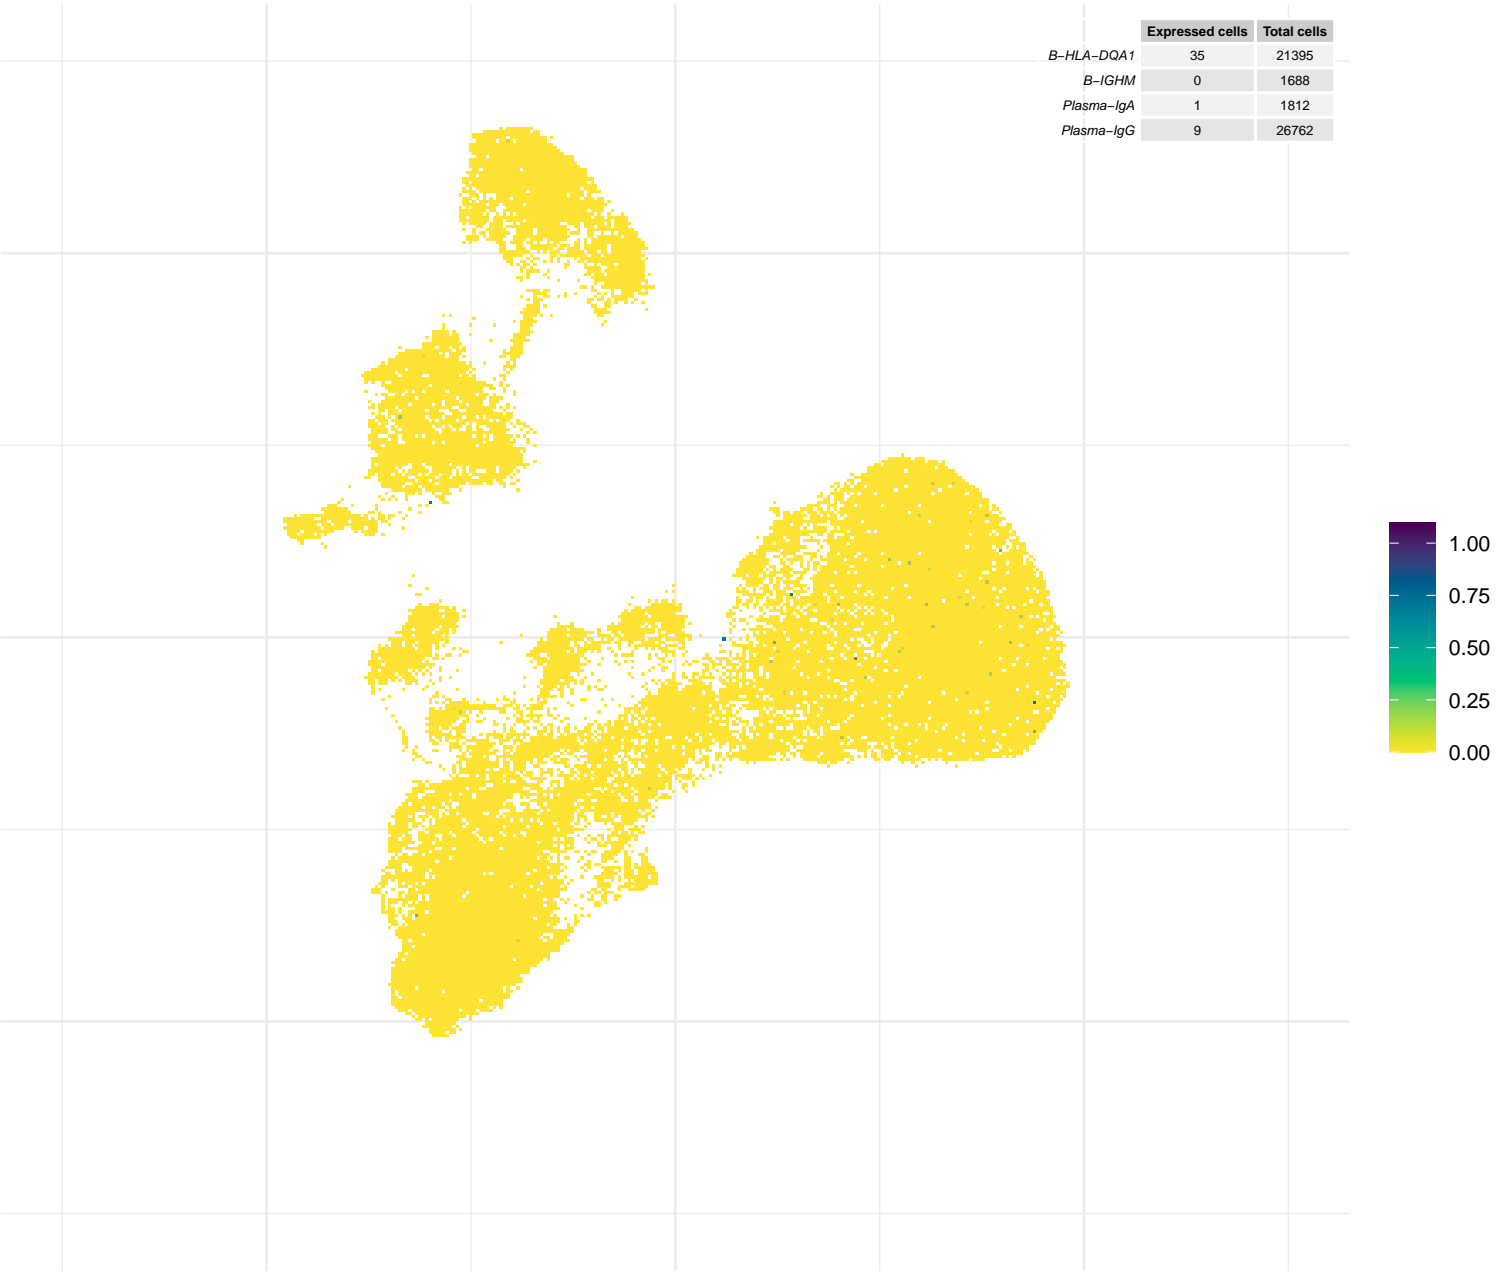 Expressed cells Total cells
B−HLA−DQA1 35 21395
B−IGHM 0 1688
Plasma−IgA 1 1812
Plasma−IgG 9 26762
1.00
0.75
0.50
0.25
0.00